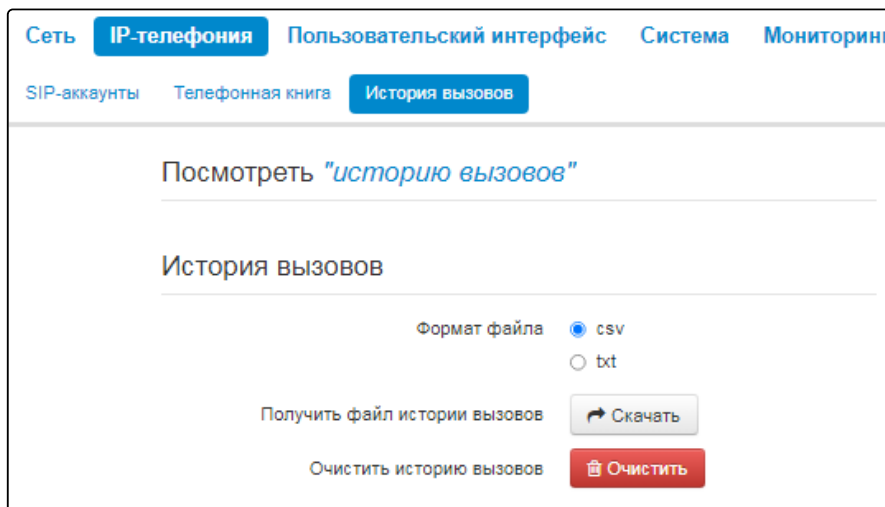 Сеть IP-телефония Пользовательский интерфейс Система Мониторинг
SIP-аккаунты Телефонная книга История вызовов
Посмотреть "историю вызовов"
История вызовов
Формат файла csv
txt
Получить файл истории вызовов Скачать
Очистить историю вызовов Очистить